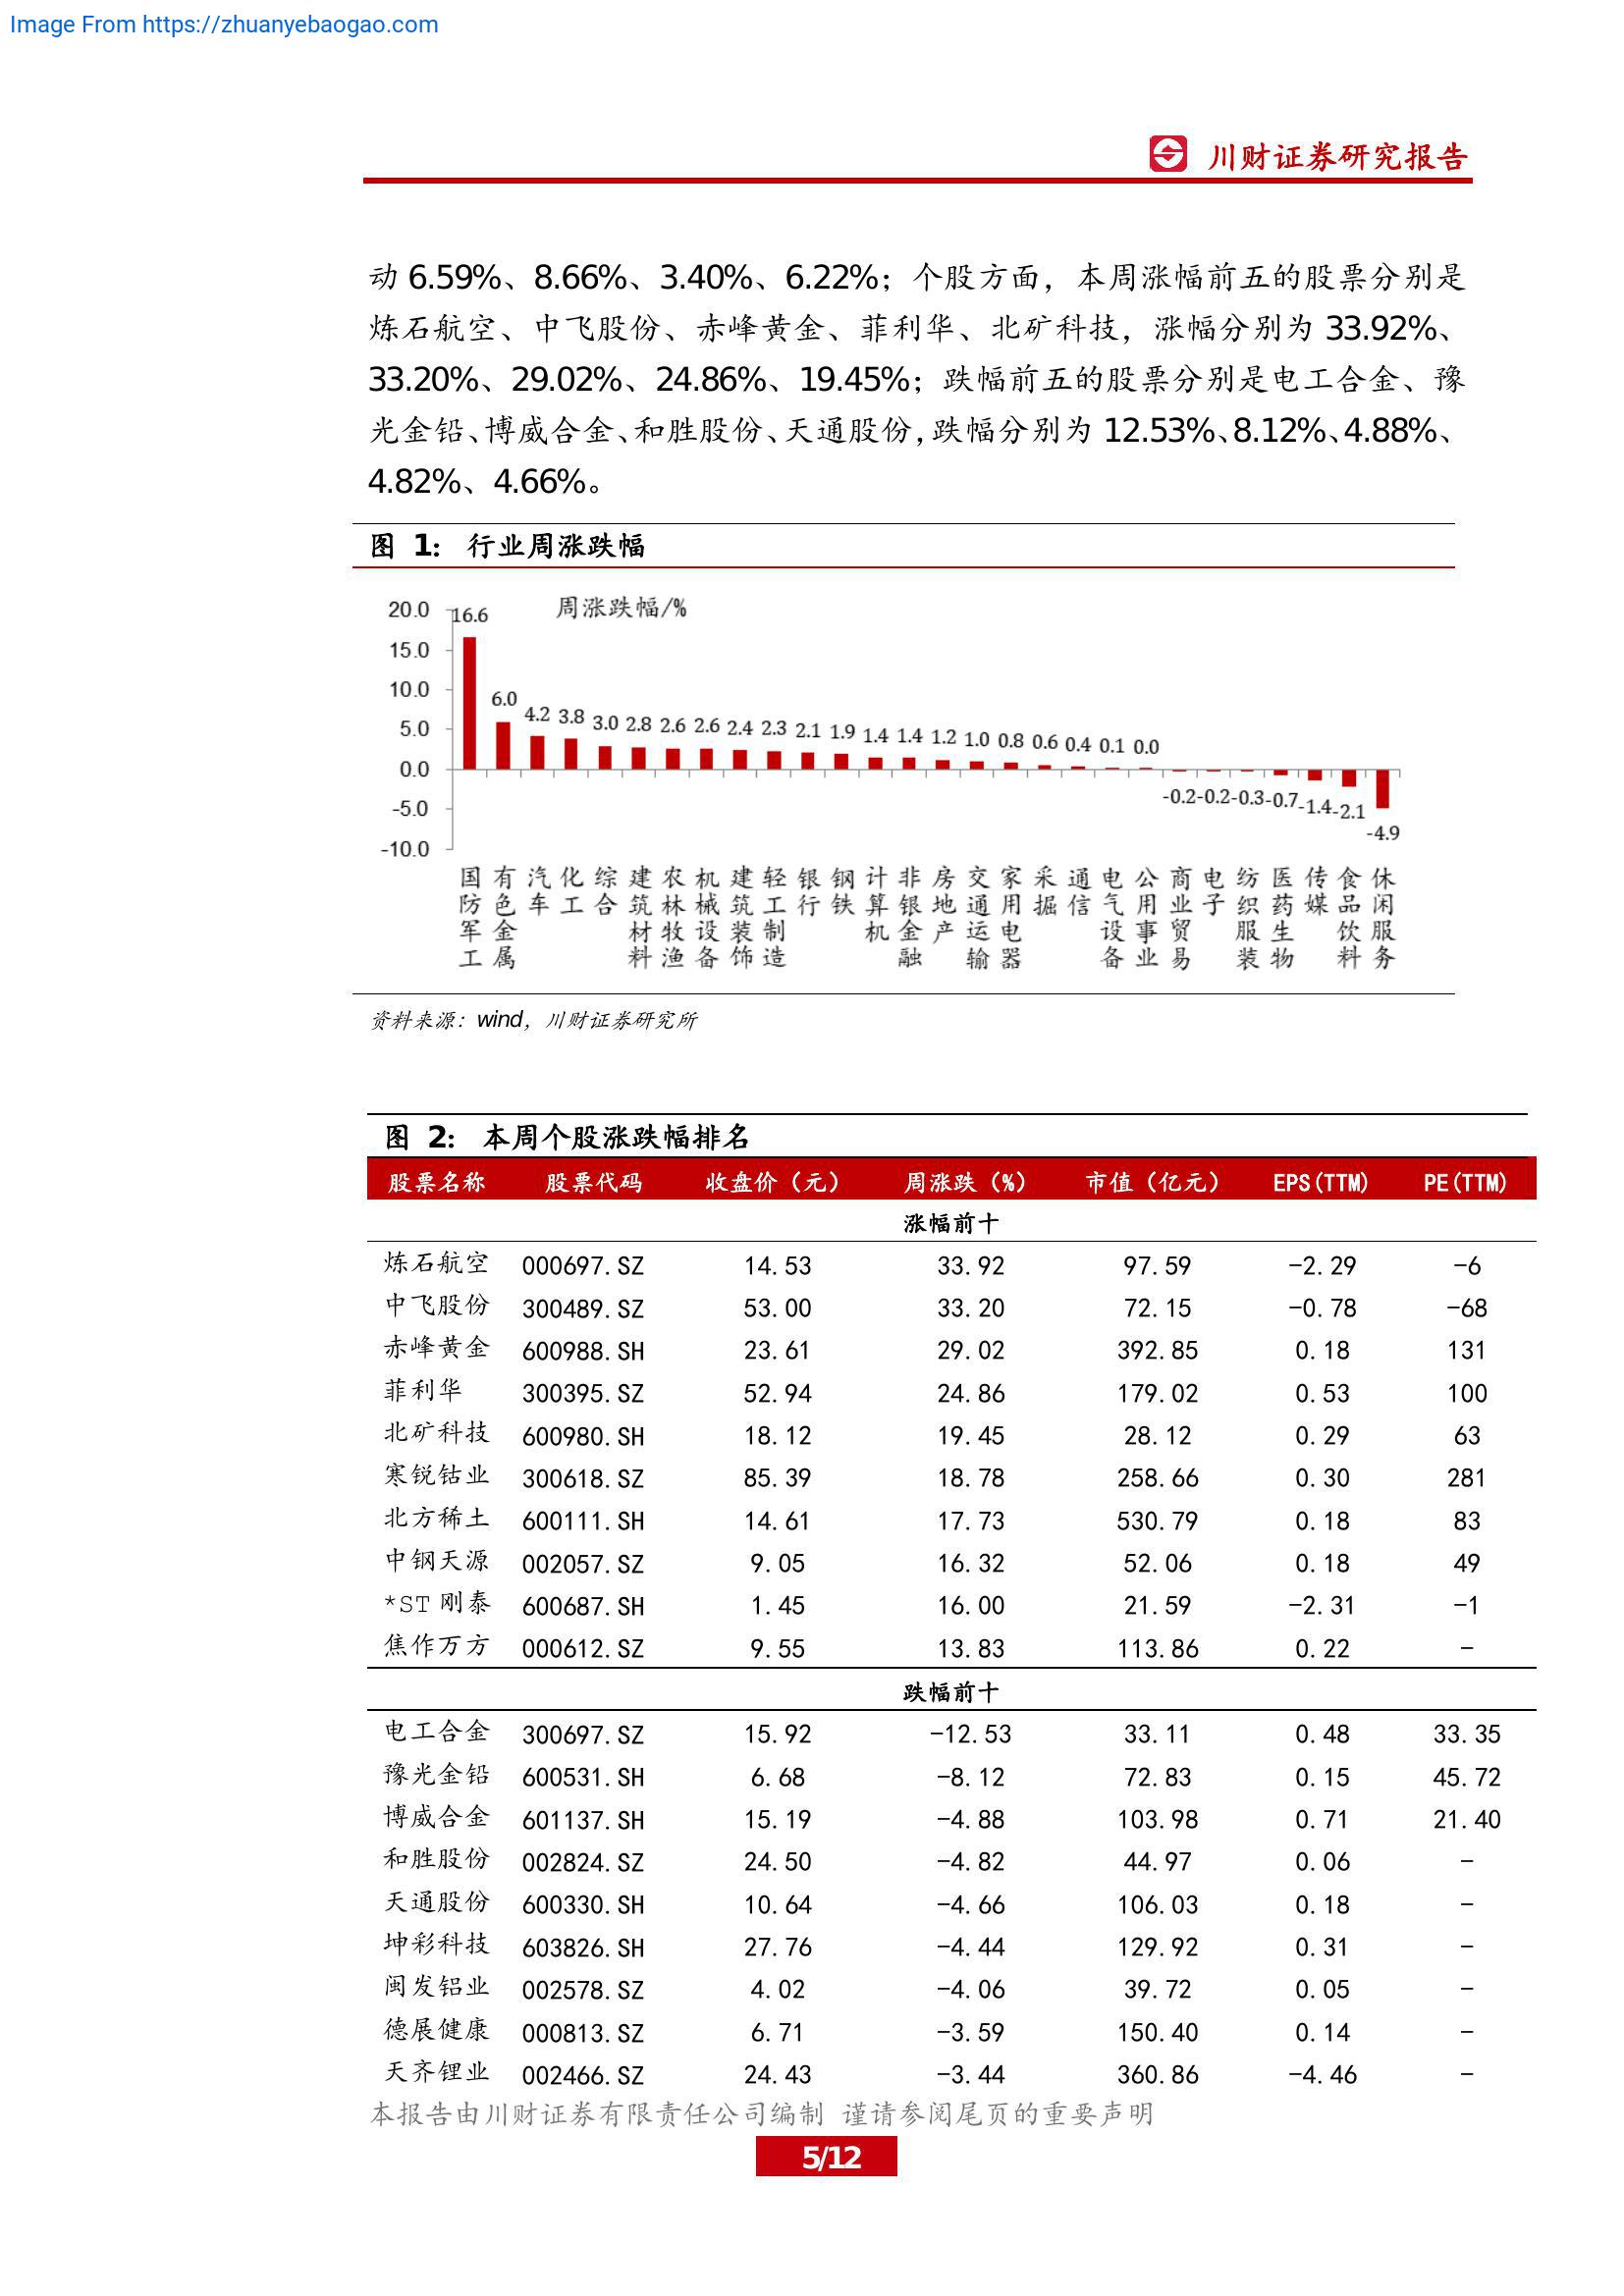 Image From https://zhuanyebaogao.com
川财证券研究报告
动 6.59%、8.66%、3.40%、6.22%；个股方面，本周涨幅前五的股票分别是
炼石航空、中飞股份、赤峰黄金、菲利华、北矿科技，涨幅分别为 33.92%、
33.20%、29.02%、24.86%、19.45%；跌幅前五的股票分别是电工合金、豫
光金铅、博威合金、和胜股份、天通股份，跌幅分别为 12.53%、8.12%、4.88%、
4.82%、4.66%。
图 1： 行业周涨跌幅
周涨跌幅/%
20.0
15.0
10.0
5.0
0.0
-5.0
-10.0
16.6 6.0 4.2 3.8 3.0 2.8 2.6 2.6 2.4 2.3 2.1 1.9 1.4 1.4 1.2 1.0 0.8 0.6 0.4 0.1 0.0 -0.2 -0.2 -0.3 -0.7 -1.4 -2.1 -4.9
国防军工 有色金属 汽车 化工 综合 建筑材料 农林牧渔 机械设备 建筑装饰 轻工制造 银行 钢铁 计算机 非银金融 房地产 交通运输 家用电器 采掘 通信 电气设备 公用事业 商业贸易 电子 纺织服装 医药生物 传媒 食品饮料 休闲服务
资料来源：wind，川财证券研究所
图 2： 本周个股涨跌幅排名
股票名称 股票代码 收盘价（元） 周涨跌（%） 市值（亿元） EPS(TTM) PE(TTM)
涨幅前十
炼石航空 000697.SZ 14.53 33.92 97.59 -2.29 -6
中飞股份 300489.SZ 53.00 33.20 72.15 -0.78 -68
赤峰黄金 600988.SH 23.61 29.02 392.85 0.18 131
菲利华 300395.SZ 52.94 24.86 179.02 0.53 100
北矿科技 600980.SH 18.12 19.45 28.12 0.29 63
寒锐钴业 300618.SZ 85.39 18.78 258.66 0.30 281
北方稀土 600111.SH 14.61 17.73 530.79 0.18 83
中钢天源 002057.SZ 9.05 16.32 52.06 0.18 49
*ST 刚泰 600687.SH 1.45 16.00 21.59 -2.31 -1
焦作万方 000612.SZ 9.55 13.83 113.86 0.22 -
跌幅前十
电工合金 300697.SZ 15.92 -12.53 33.11 0.48 33.35
豫光金铅 600531.SH 6.68 -8.12 72.83 0.15 45.72
博威合金 601137.SH 15.19 -4.88 103.98 0.71 21.40
和胜股份 002824.SZ 24.50 -4.82 44.97 0.06 -
天通股份 600330.SH 10.64 -4.66 106.03 0.18 -
坤彩科技 603826.SH 27.76 -4.44 129.92 0.31 -
闽发铝业 002578.SZ 4.02 -4.06 39.72 0.05 -
德展健康 000813.SZ 6.71 -3.59 150.40 0.14 -
天齐锂业 002466.SZ 24.43 -3.44 360.86 -4.46 -
本报告由川财证券有限责任公司编制 谨请参阅尾页的重要声明
5/12